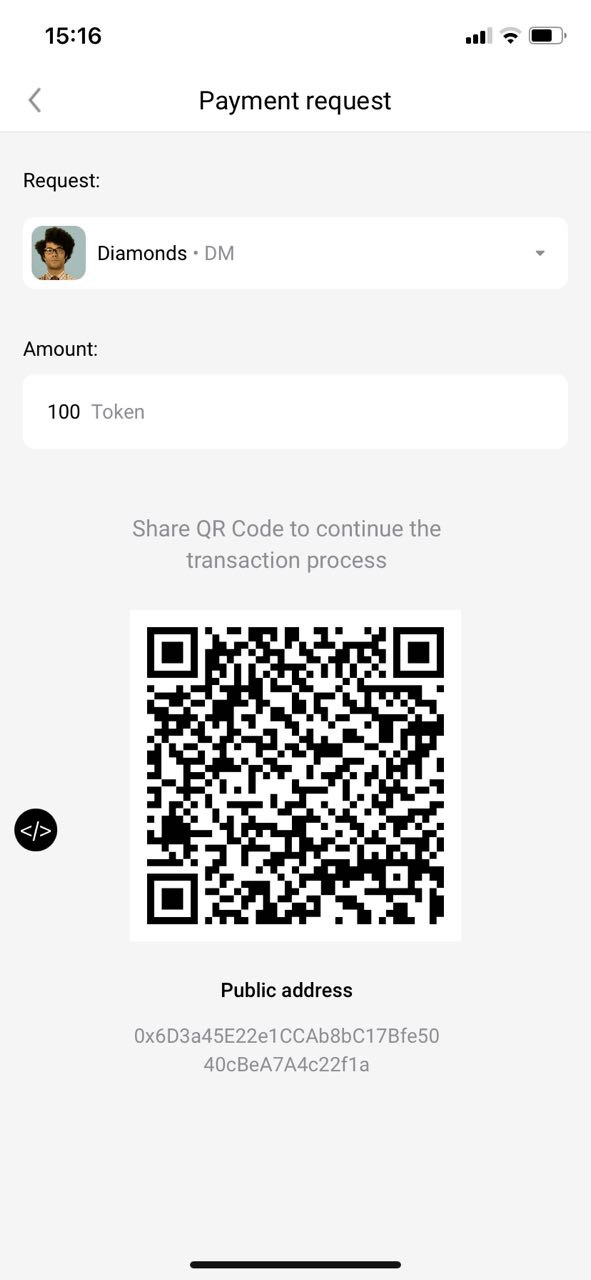 15:16
Payment request
Request:
Diamonds • DM
Amount:
100 Token
Share QR Code to continue the
transaction process
</>
Public address
0x6D3a45E22e1CCAb8bC17Bfe50
40cBeA7A4c22f1a